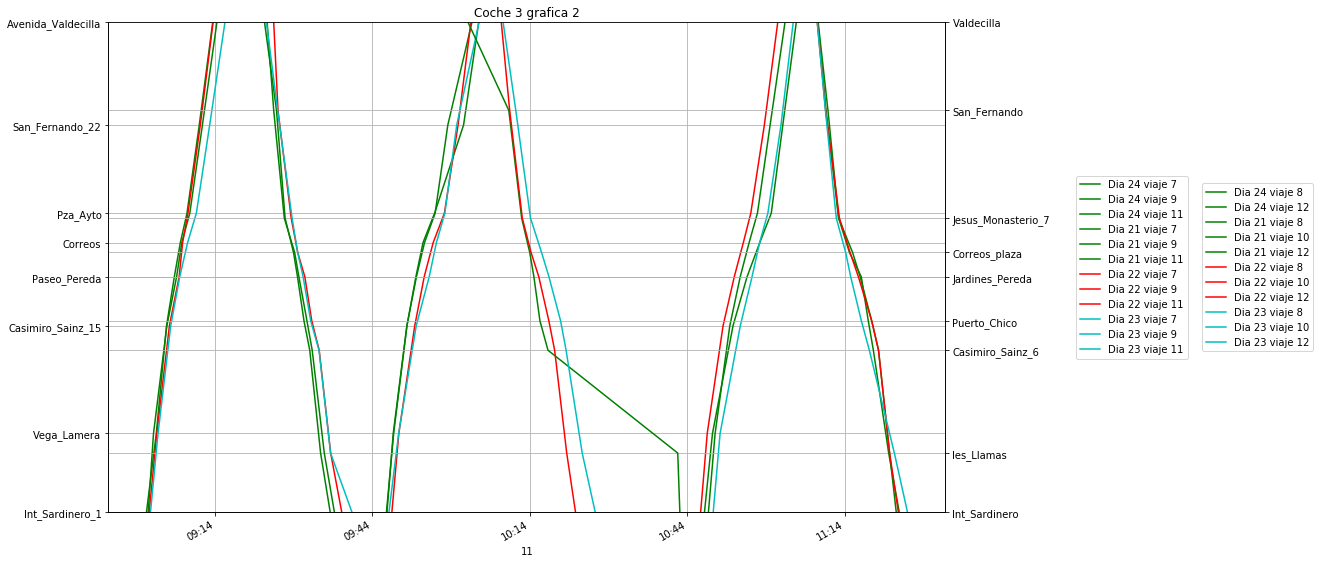 Coche 3 grafica 2
Avenida_Valdecilla
San_Fernando_22
Pza_Ayto
Correos
Paseo_Pereda
Casimiro_Sainz_15
Vega_Lamera
Int_Sardinero_1
Valdecilla
San_Fernando
Jesus_Monasterio_7
Correos_plaza
Jardines_Pereda
Puerto_Chico
Casimiro_Sainz_6
Ies_Llamas
Int_Sardinero
09:14
09:44
10:14
10:44
11:14
11
Dia 24 viaje 7
Dia 24 viaje 9
Dia 24 viaje 11
Dia 21 viaje 7
Dia 21 viaje 9
Dia 21 viaje 11
Dia 22 viaje 7
Dia 22 viaje 9
Dia 22 viaje 11
Dia 23 viaje 7
Dia 23 viaje 9
Dia 23 viaje 11
Dia 24 viaje 8
Dia 24 viaje 12
Dia 21 viaje 8
Dia 21 viaje 10
Dia 21 viaje 12
Dia 22 viaje 8
Dia 22 viaje 10
Dia 22 viaje 12
Dia 23 viaje 8
Dia 23 viaje 10
Dia 23 viaje 12